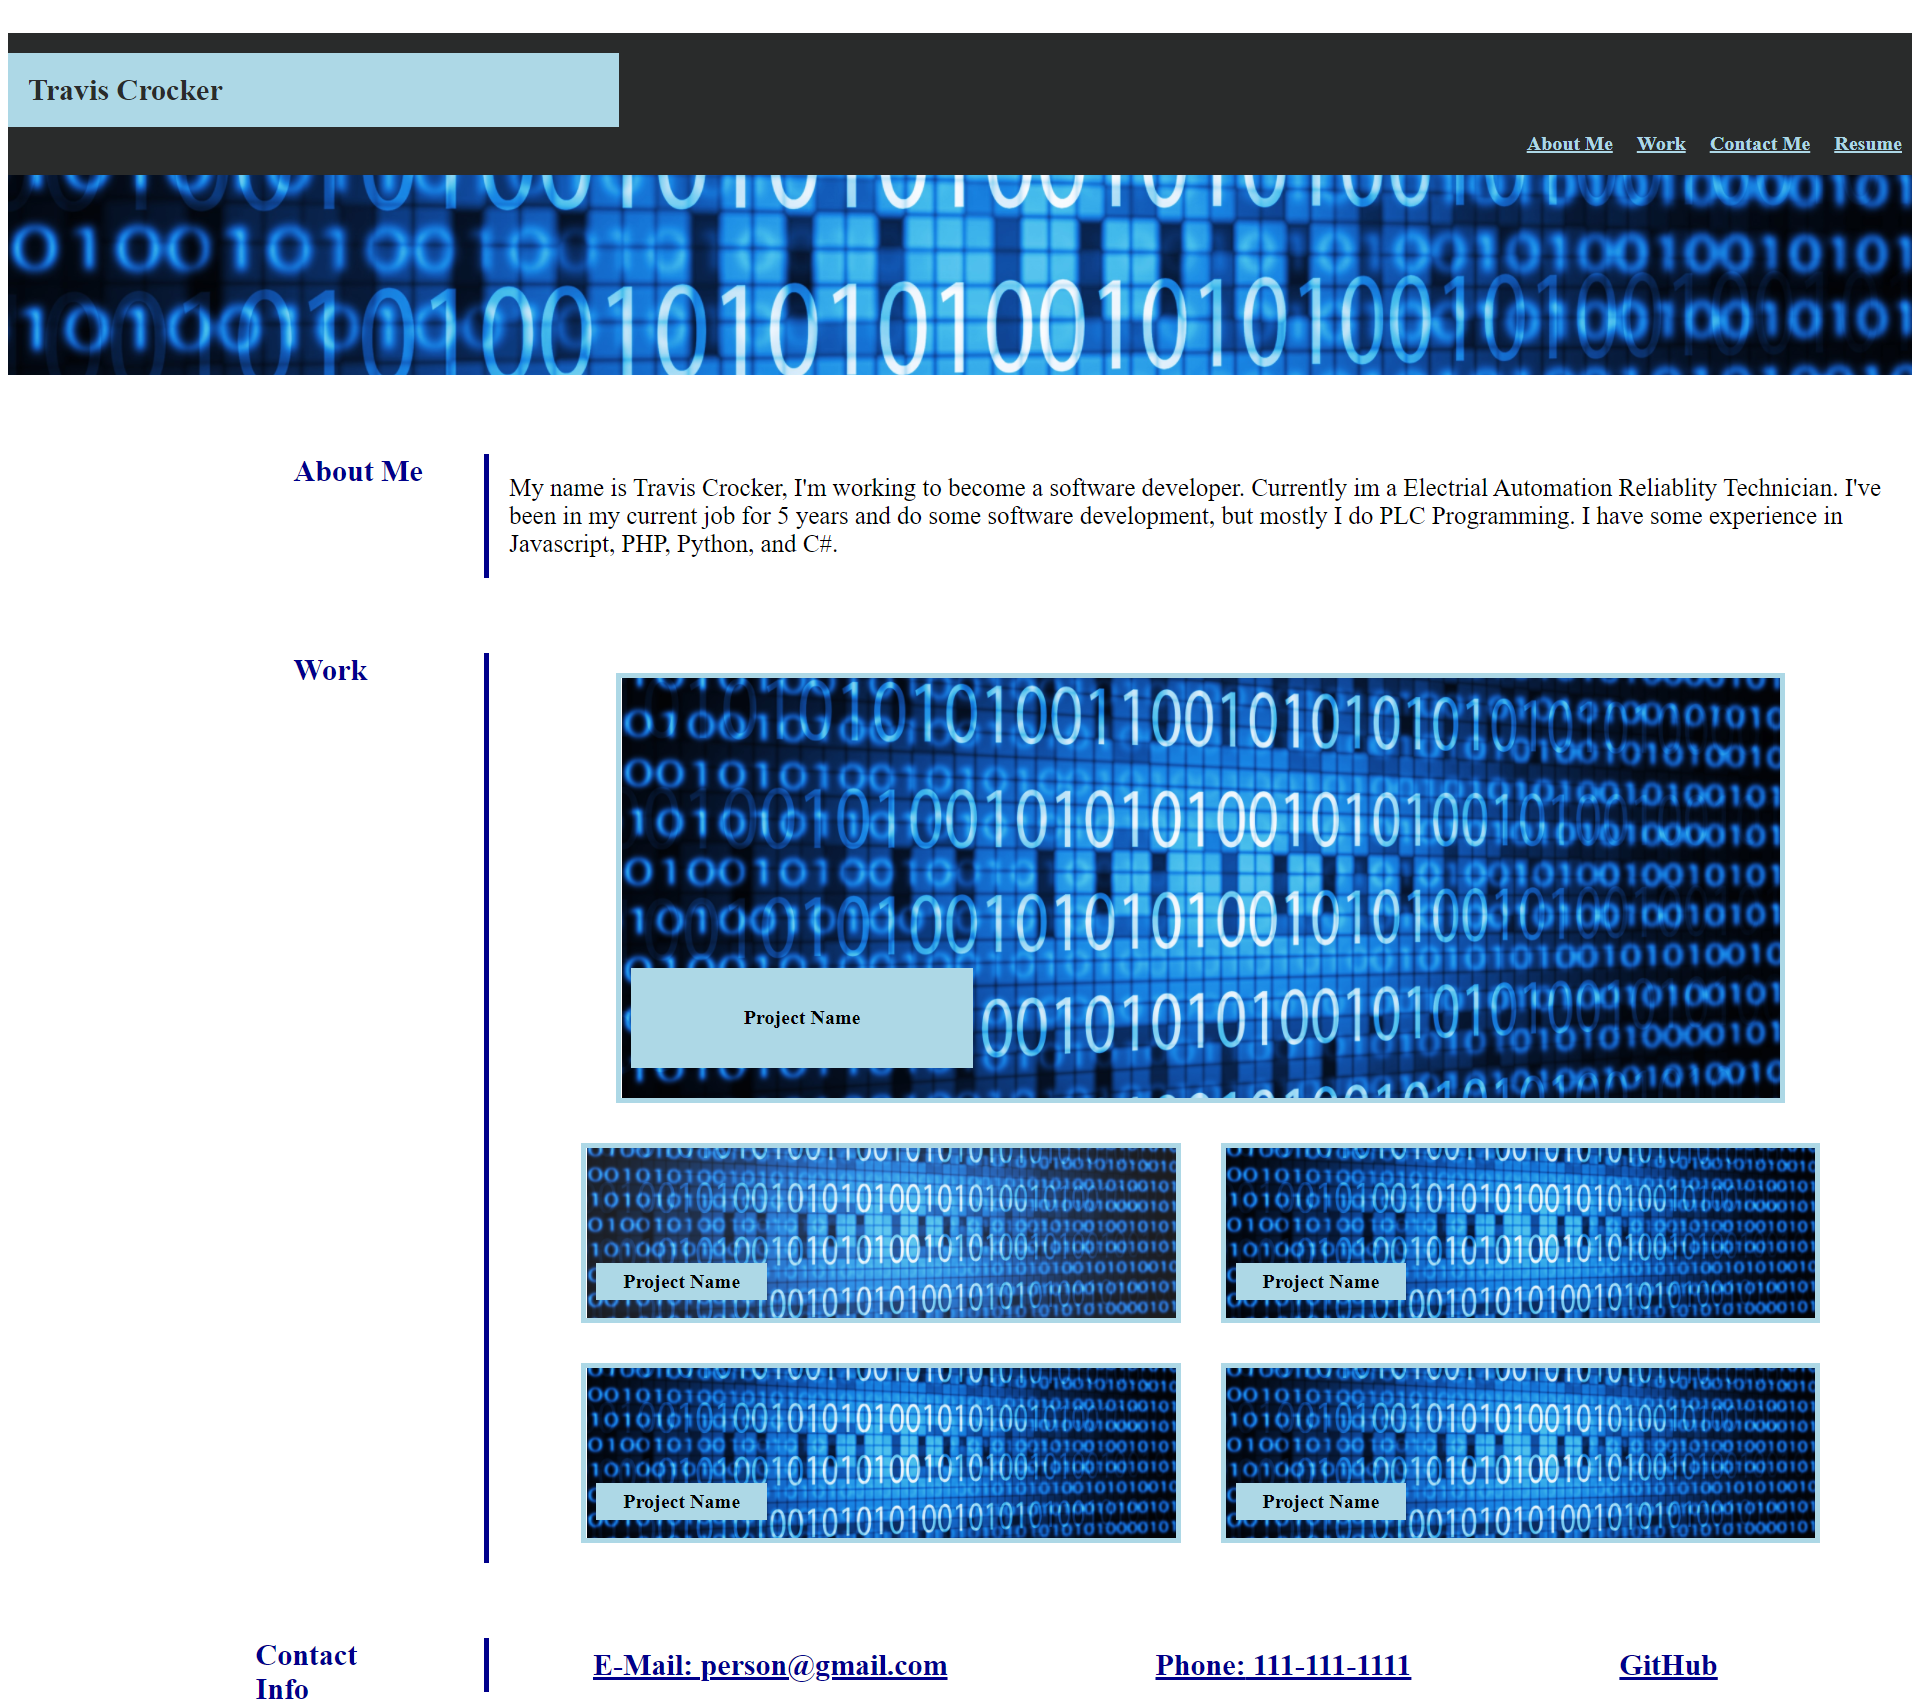 Travis Crocker
About Me Work Contact Me Resume
About Me
My name is Travis Crocker, I'm working to become a software developer. Currently im a Electrial Automation Reliablity Technician. I've
been in my current job for 5 years and do some software development, but mostly I do PLC Programming. I have some experience in
Javascript, PHP, Python, and C#.
Work
Project Name
Project Name
Project Name
Project Name
Project Name
Contact
Info
E-Mail: person@gmail.com
Phone: 111-111-1111
GitHub